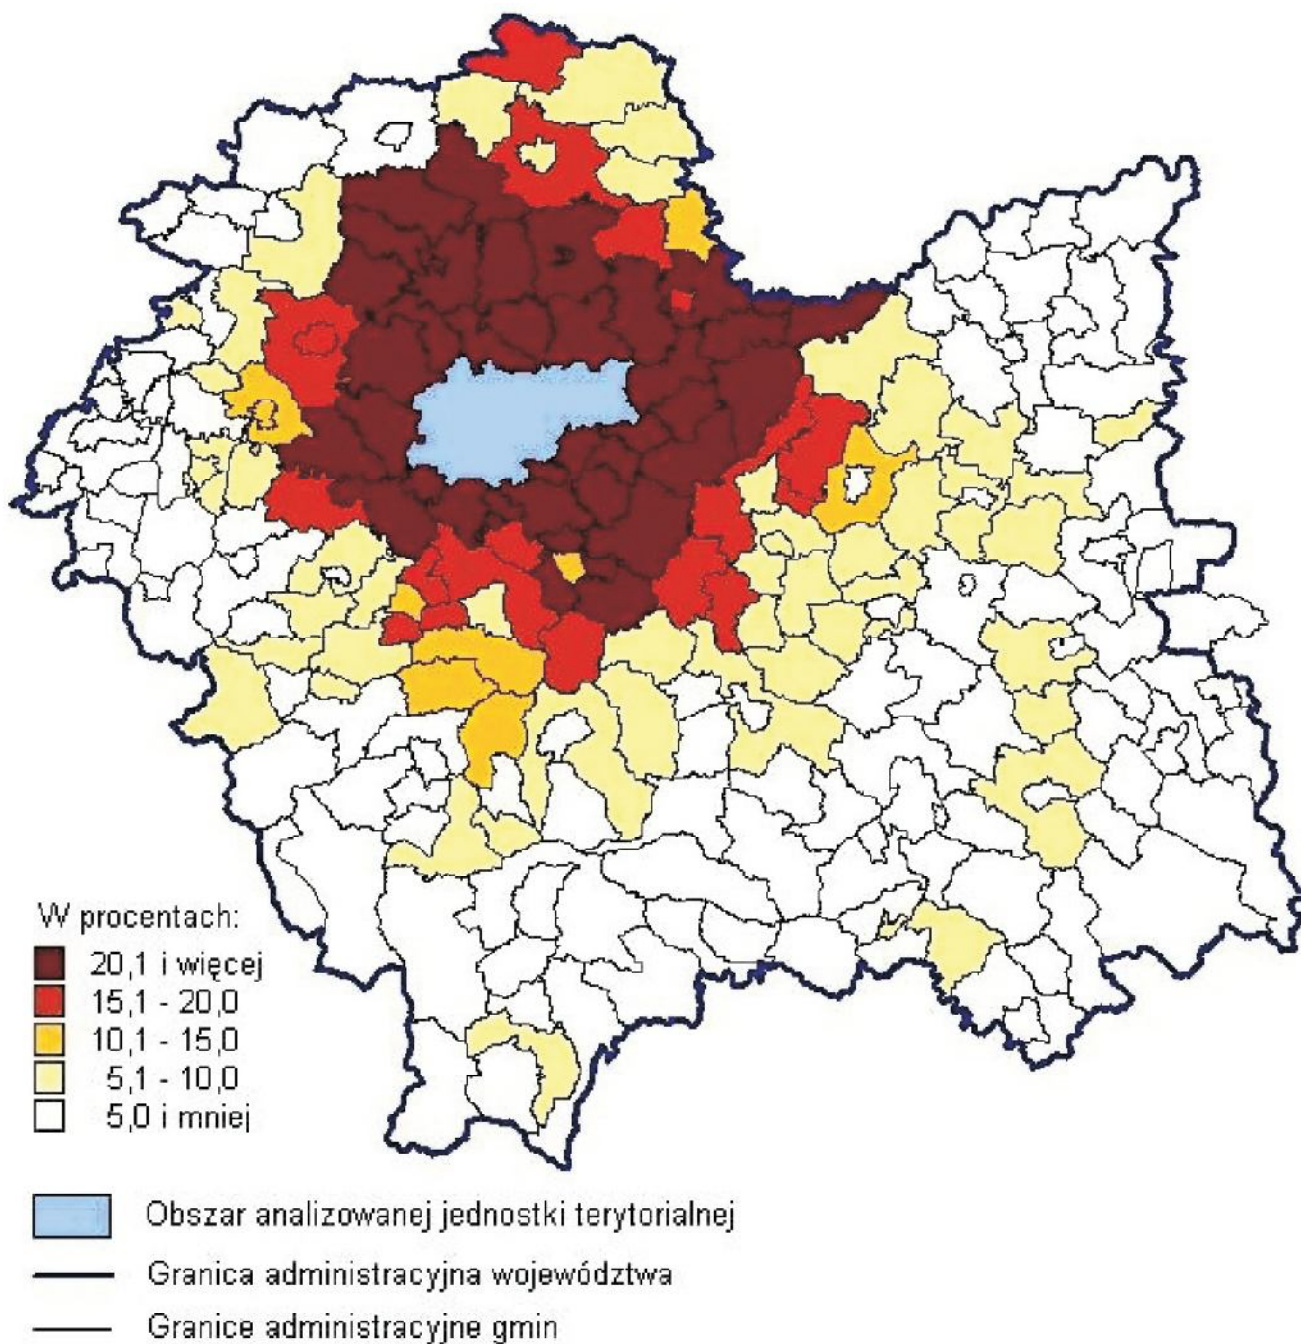 W procentach:
20,1 i więcej
15,1 - 20,0
10,1 - 15,0
5,1 - 10,0
5,0 i mniej
Obszar analizowanej jednostki terytorialnej
Granica administracyjna województwa
Granice administracyjne gmin